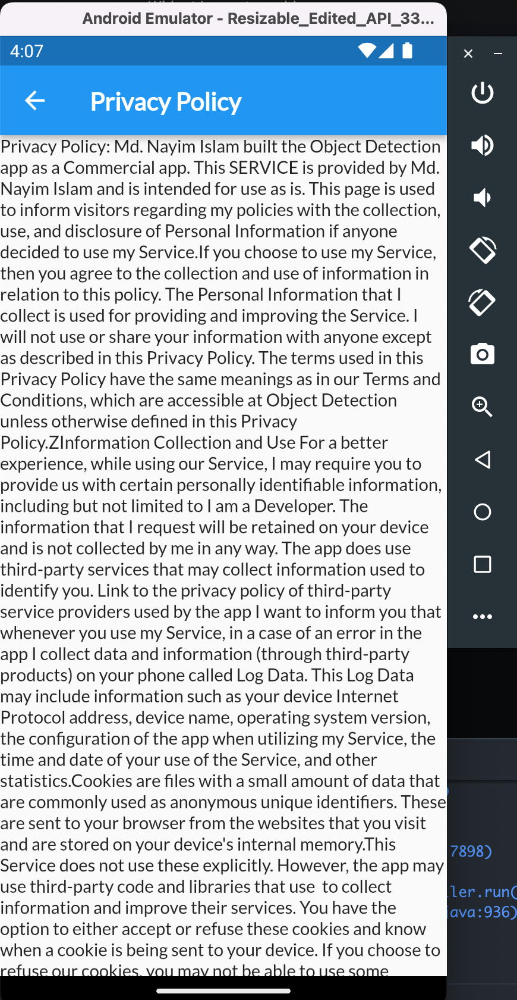 Android Emulator - Resizable_Edited_API_33...
4:07
Privacy Policy
Privacy Policy: Md. Nayim Islam built the Object Detection
app as a Commercial app. This SERVICE is provided by Md.
Nayim Islam and is intended for use as is. This page is used
to inform visitors regarding my policies with the collection,
use, and disclosure of Personal Information if anyone
decided to use my Service.If you choose to use my Service,
then you agree to the collection and use of information in
relation to this policy. The Personal Information that I
collect is used for providing and improving the Service. I
will not use or share your information with anyone except
as described in this Privacy Policy. The terms used in this
Privacy Policy have the same meanings as in our Terms and
Conditions, which are accessible at Object Detection
unless otherwise defined in this Privacy
Policy.ZInformation Collection and Use For a better
experience, while using our Service, I may require you to
provide us with certain personally identifiable information,
including but not limited to I am a Developer. The
information that I request will be retained on your device
and is not collected by me in any way. The app does use
third-party services that may collect information used to
identify you. Link to the privacy policy of third-party
service providers used by the app I want to inform you that
whenever you use my Service, in a case of an error in the
app I collect data and information (through third-party
products) on your phone called Log Data. This Log Data
may include information such as your device Internet
Protocol address, device name, operating system version,
the configuration of the app when utilizing my Service, the
time and date of your use of the Service, and other
statistics.Cookies are files with a small amount of data that
are commonly used as anonymous unique identifiers. These
are sent to your browser from the websites that you visit
and are stored on your device's internal memory.This
Service does not use these explicitly. However, the app may
use third-party code and libraries that use  to collect
information and improve their services. You have the
option to either accept or refuse these cookies and know
when a cookie is being sent to your device. If you choose to
refuse our cookies, you may not be able to use some
7898)
ler.run(
java:936)